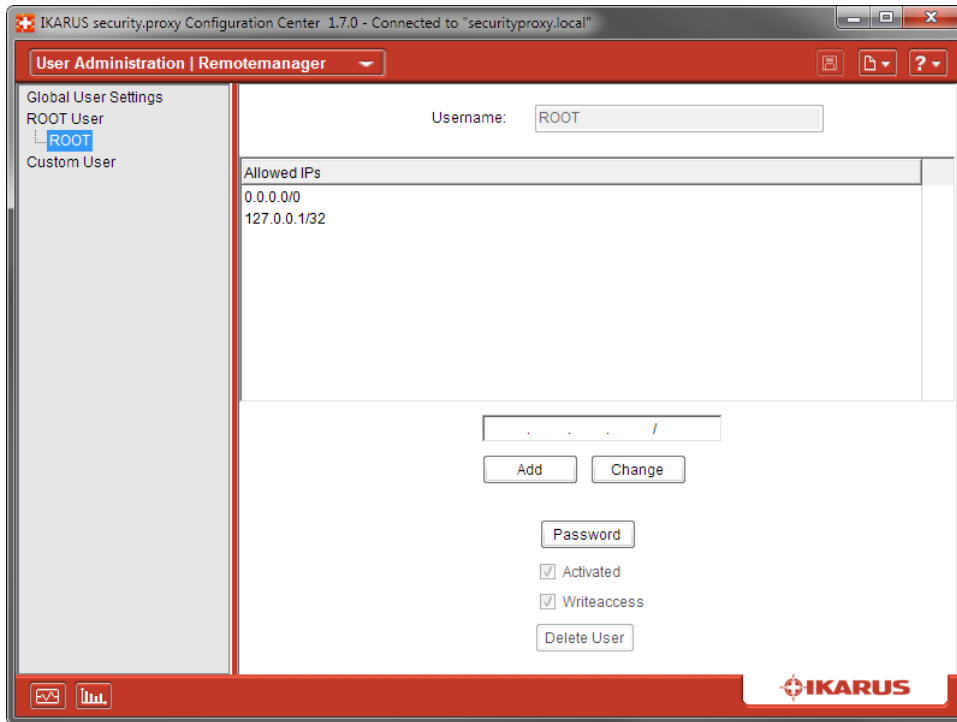 IKARUS security.proxy Configuration Center 1.7.0 - Connected to "securityproxy.local"
User Administration | Remotemanager
?
Global User Settings
ROOT User
ROOT
Custom User
Username: ROOT
Allowed IPs
0.0.0.0/0
127.0.0.1/32
. . . /
Add Change
Password
Activated
Writeaccess
Delete User
IKARUS